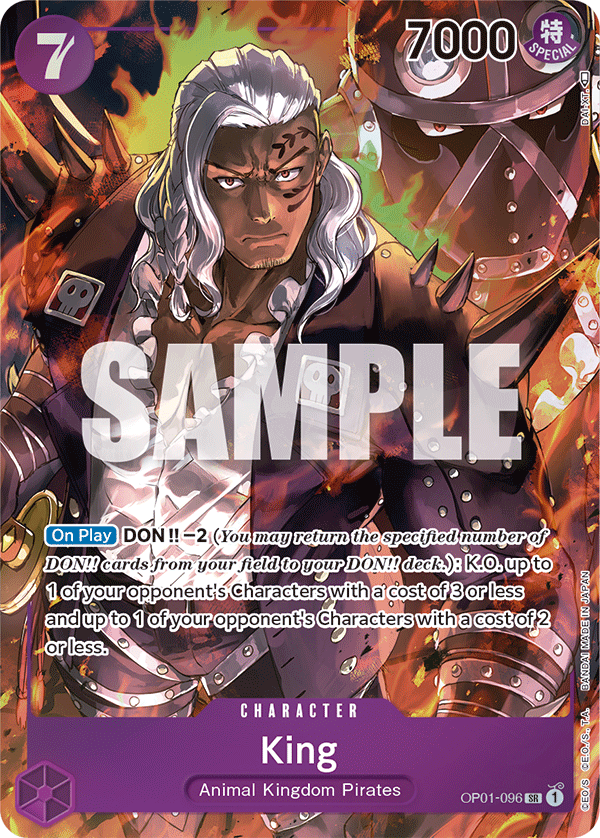 7
7000
特
SPECIAL
DAI-XT.
SAMPLE
On Play DON!! −2 (You may return the specified number of
DON!! cards from your field to your DON!! deck.): K.O. up to
1 of your opponent's Characters with a cost of 3 or less
and up to 1 of your opponent's Characters with a cost of 2
or less.
CHARACTER
King
Animal Kingdom Pirates
OP01-096 SR 1
©E.O./S. ©E.O./S., T.A. BANDAI MADE IN JAPAN